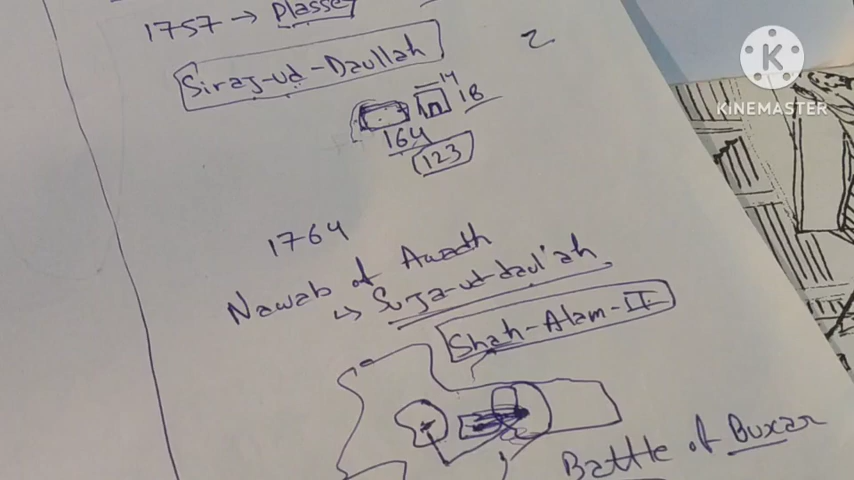 1757 → Plassey
Siraj-ud-Daullah
2
14
18
164
123
1764
Nawab of Awadh
↳ Suja-ud-daul'ah
Shah-Alam-II
Battle of Buxar
K
KINEMASTER